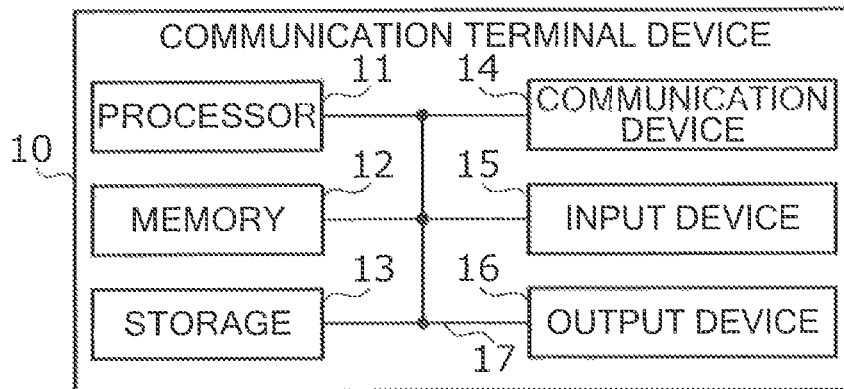 COMMUNICATION TERMINAL DEVICE
11
14
PROCESSOR
COMMUNICATION
DEVICE
10
12
15
MEMORY
INPUT DEVICE
13
16
STORAGE
OUTPUT DEVICE
17